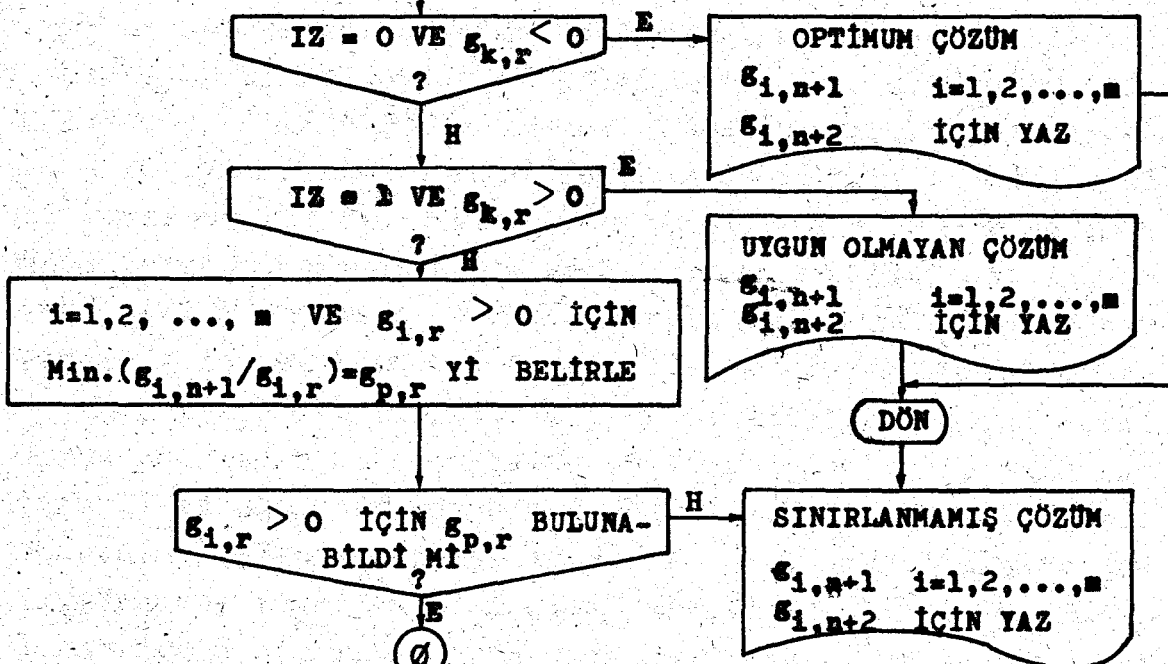 IZ = 0 VE g_k,r < 0
?
E
OPTİMUM ÇÖZÜM
g_i,n+1 i=1,2,...,m
g_i,n+2 İÇİN YAZ
H
IZ = 1 VE g_k,r > 0
?
E
UYGUN OLMAYAN ÇÖZÜM
g_i,n+1 i=1,2,...,m
g_i,n+2 İÇİN YAZ
H
i=1,2, ..., m VE g_i,r > 0 İÇİN
Min.(g_i,n+1/g_i,r)=g_p,r Yİ BELİRLE
DÖN
g_i,r > 0 İÇİN g_p,r BULUNA-
BİLDİ Mİ
?
H
SINIRLANMAMIŞ ÇÖZÜM
g_i,n+1 i=1,2,...,m
g_i,n+2 İÇİN YAZ
E
Ø